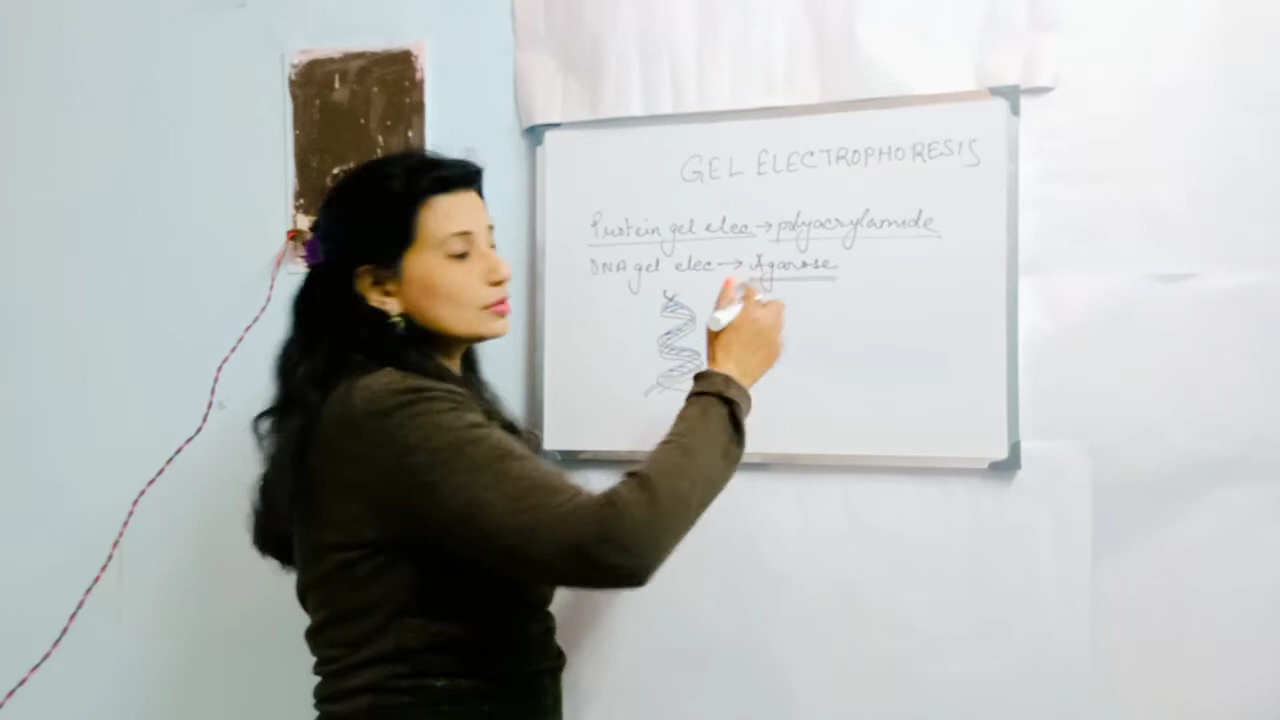 GEL ELECTROPHORESIS
Protein gel elec → polyacrylamide
DNA gel elec → Agarose